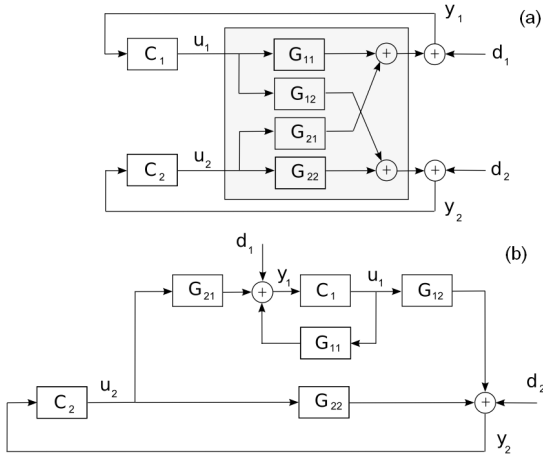 y₁ (a)
C₁ u₁ G₁₁ + + d₁
G₁₂
G₂₁
C₂ u₂ G₂₂ + + d₂
y₂
d₁ (b)
G₂₁ + y₁ C₁ u₁ G₁₂
G₁₁
C₂ u₂ G₂₂ + d₂
y₂